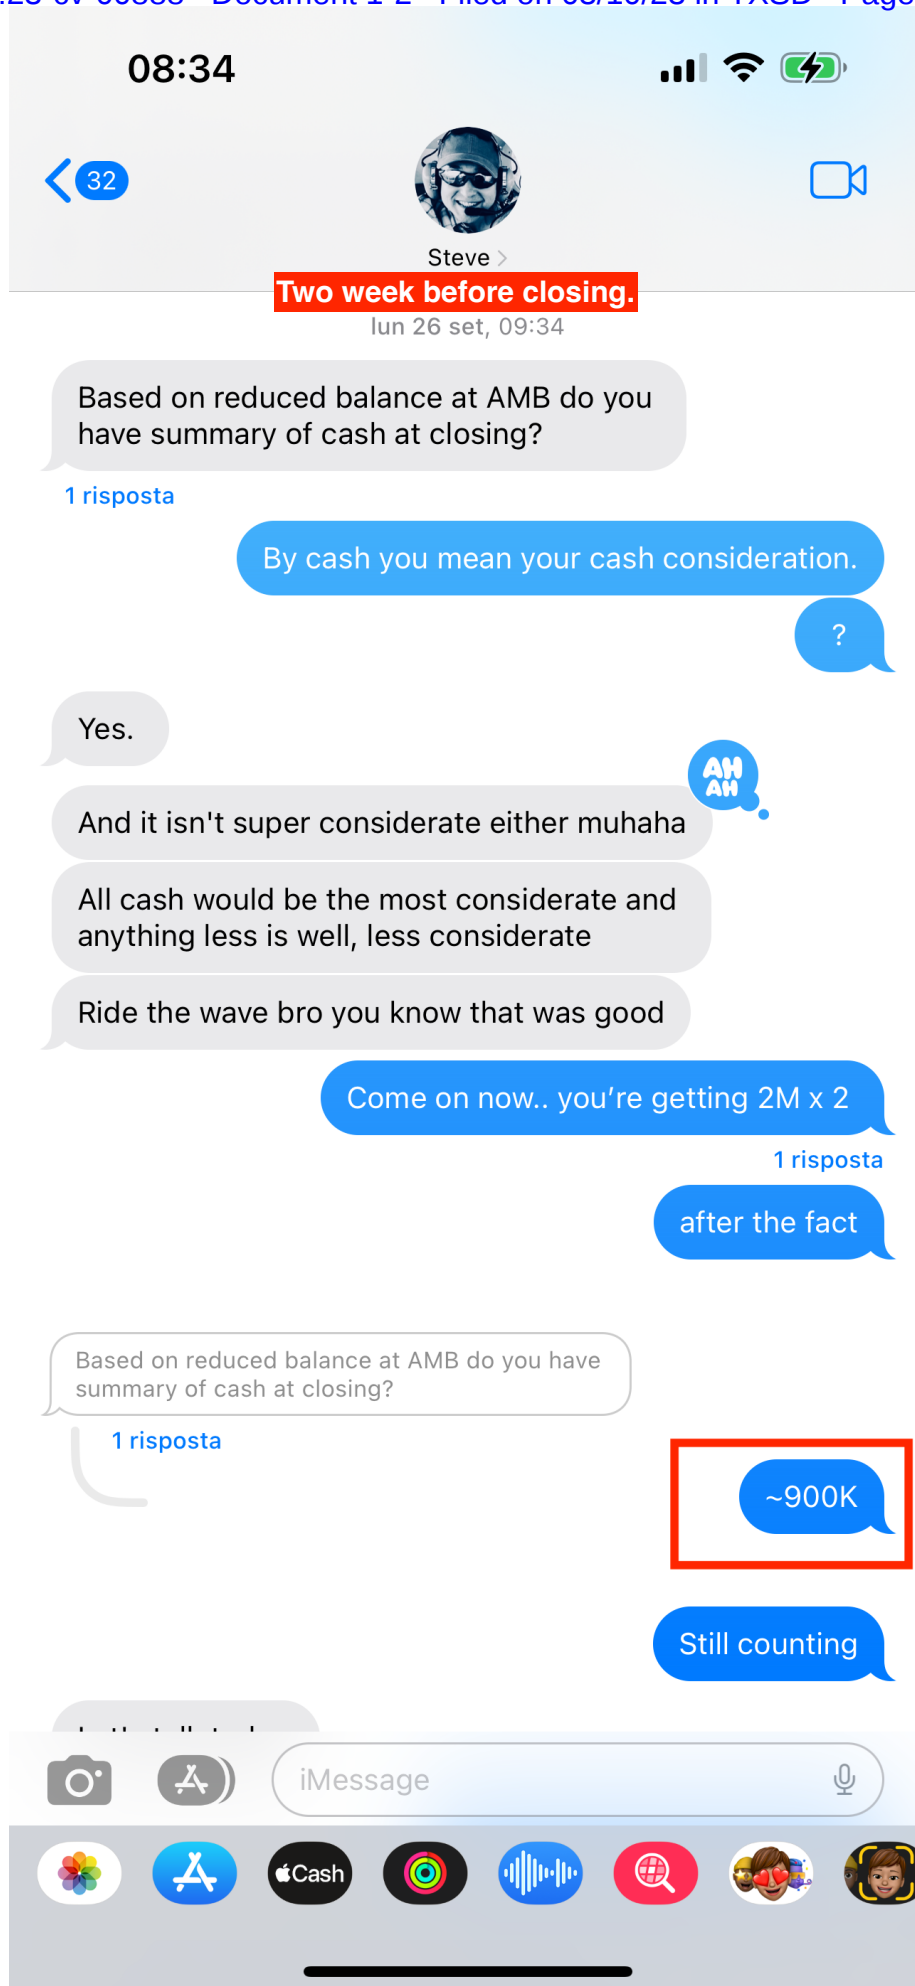 08:34
32
Steve
Two week before closing.
lun 26 set, 09:34
Based on reduced balance at AMB do you
have summary of cash at closing?
1 risposta
By cash you mean your cash consideration.
?
Yes.
AH
AH
And it isn't super considerate either muhaha
All cash would be the most considerate and
anything less is well, less considerate
Ride the wave bro you know that was good
Come on now.. you’re getting 2M x 2
1 risposta
after the fact
Based on reduced balance at AMB do you have
summary of cash at closing?
1 risposta
~900K
Still counting
iMessage
Cash